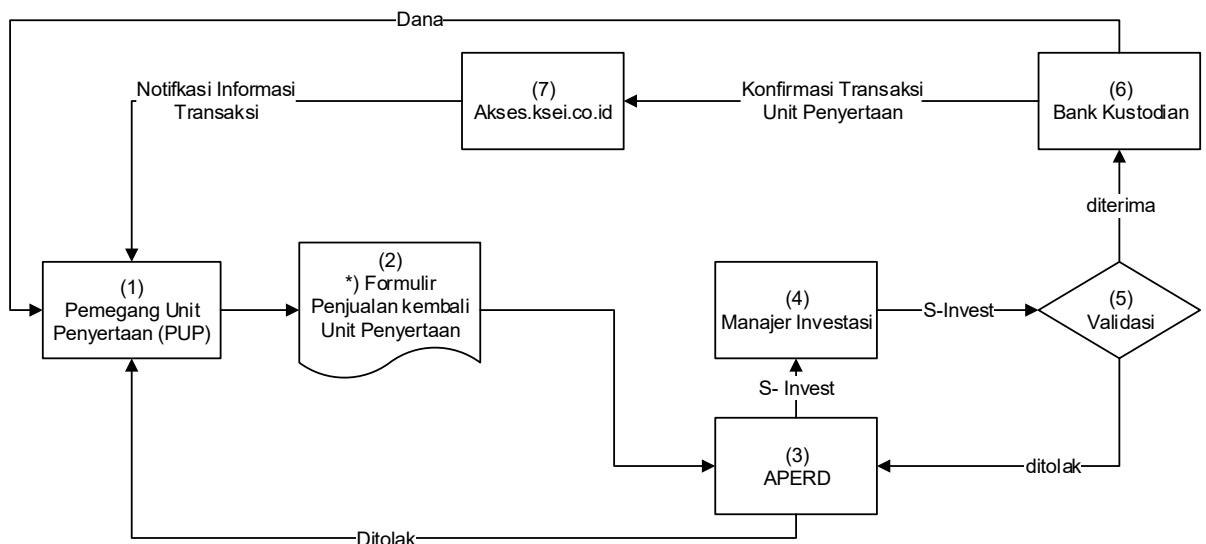 Dana
Notifkasi Informasi
Transaksi
(7)
Akses.ksei.co.id
Konfirmasi Transaksi
Unit Penyertaan
(6)
Bank Kustodian
diterima
(1)
Pemegang Unit
Penyertaan (PUP)
(2)
*) Formulir
Penjualan kembali
Unit Penyertaan
(4)
Manajer Investasi
S-Invest
(5)
Validasi
S- Invest
(3)
APERD
ditolak
Ditolak